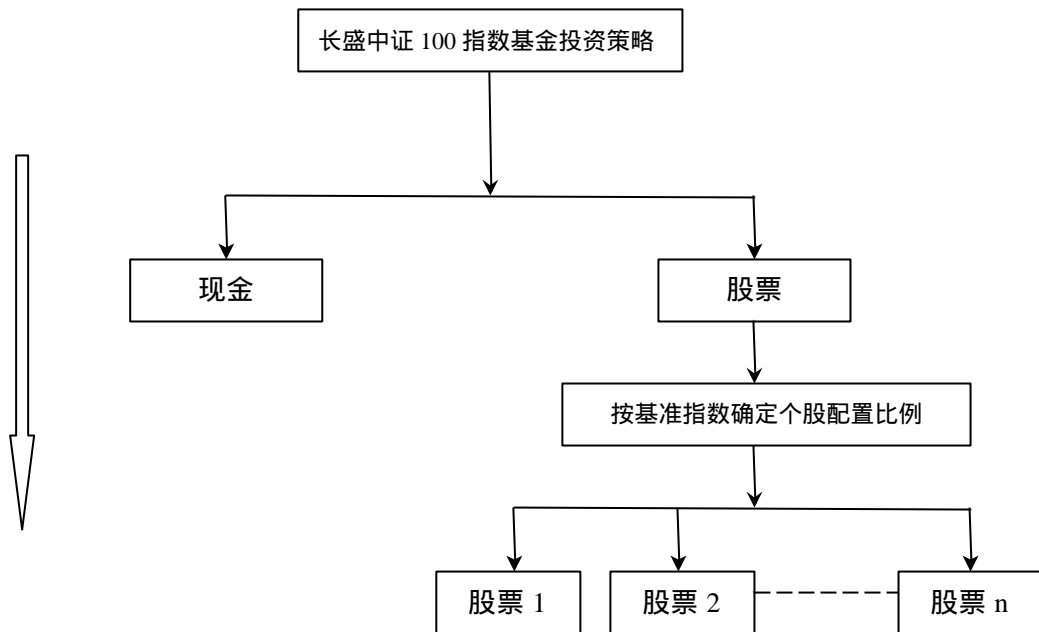 长盛中证 100 指数基金投资策略
现金
股票
按基准指数确定个股配置比例
股票 1
股票 2
股票 n